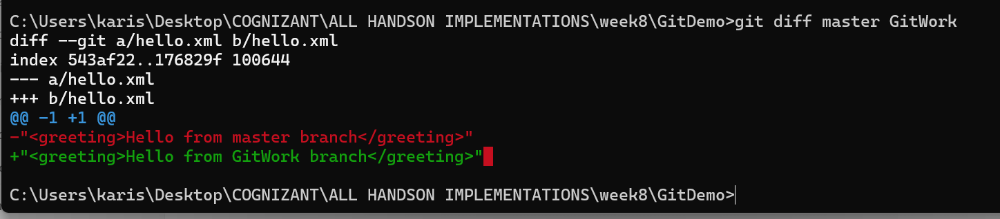 C:\Users\karis\Desktop\COGNIZANT\ALL HANDSON IMPLEMENTATIONS\week8\GitDemo>git diff master GitWork
diff --git a/hello.xml b/hello.xml
index 543af22..176829f 100644
--- a/hello.xml
+++ b/hello.xml
@@ -1 +1 @@
-"<greeting>Hello from master branch</greeting>"
+"<greeting>Hello from GitWork branch</greeting>"
C:\Users\karis\Desktop\COGNIZANT\ALL HANDSON IMPLEMENTATIONS\week8\GitDemo>